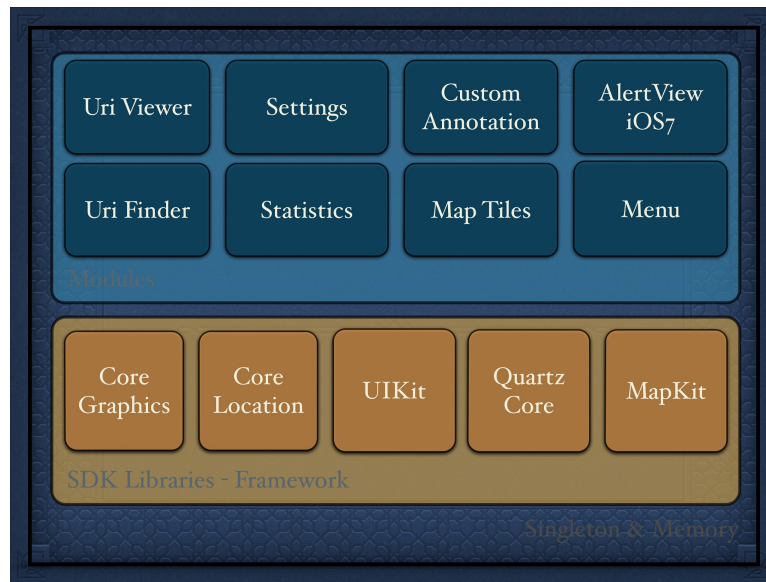 Uri Viewer
Settings
Custom
Annotation
AlertView
iOS7
Uri Finder
Statistics
Map Tiles
Menu
Modules
Core
Graphics
Core
Location
UIKit
Quartz
Core
MapKit
SDK Libraries - Framework
Singleton & Memory